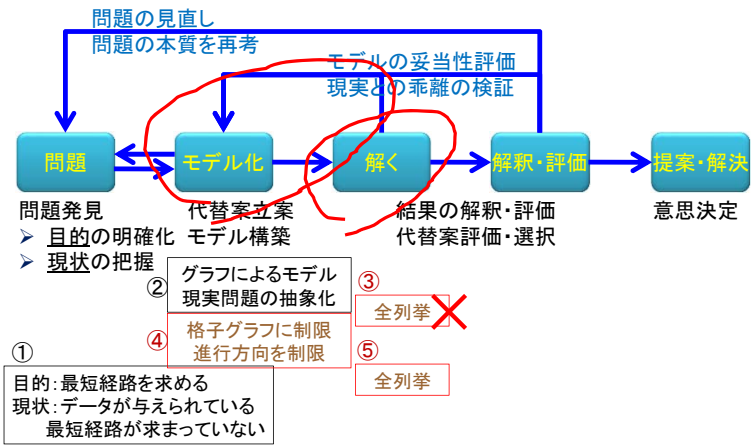 問題の見直し
問題の本質を再考
モデルの妥当性評価
現実との乖離の検証
問題
モデル化
解く
解釈・評価
提案・解決
問題発見
➢ 目的の明確化
➢ 現状の把握
代替案立案
モデル構築
結果の解釈・評価
代替案評価・選択
意思決定
②
グラフによるモデル
現実問題の抽象化
③
全列挙
④
格子グラフに制限
進行方向を制限
⑤
全列挙
①
目的：最短経路を求める
現状：データが与えられている
最短経路が求まっていない